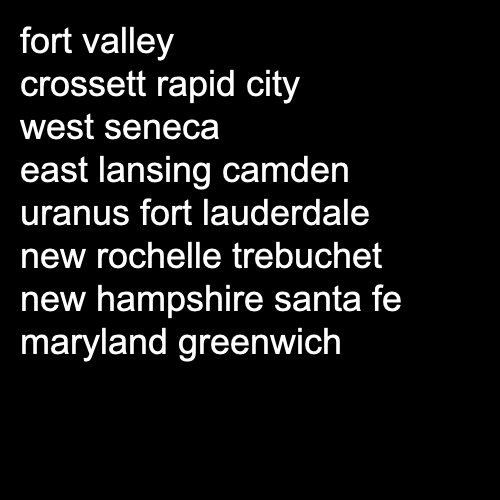 fort valley
crossett rapid city
west seneca
east lansing camden
uranus fort lauderdale
new rochelle trebuchet
new hampshire santa fe
maryland greenwich